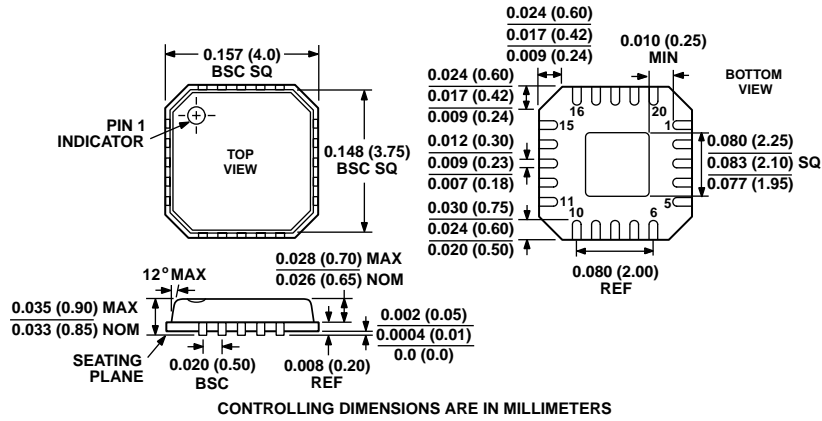 0.157 (4.0)
BSC SQ
PIN 1
INDICATOR
TOP
VIEW
0.148 (3.75)
BSC SQ
0.024 (0.60)
0.017 (0.42)
0.009 (0.24)
0.010 (0.25)
MIN
BOTTOM
VIEW
0.024 (0.60)
0.017 (0.42)
0.009 (0.24)
16
20
15
1
0.012 (0.30)
0.009 (0.23)
0.007 (0.18)
0.080 (2.25)
0.083 (2.10) SQ
0.077 (1.95)
11
5
10
6
0.030 (0.75)
0.024 (0.60)
0.020 (0.50)
0.080 (2.00)
REF
12° MAX
0.028 (0.70) MAX
0.026 (0.65) NOM
0.035 (0.90) MAX
0.033 (0.85) NOM
SEATING
PLANE
0.020 (0.50)
BSC
0.008 (0.20)
REF
0.002 (0.05)
0.0004 (0.01)
0.0 (0.0)
CONTROLLING DIMENSIONS ARE IN MILLIMETERS